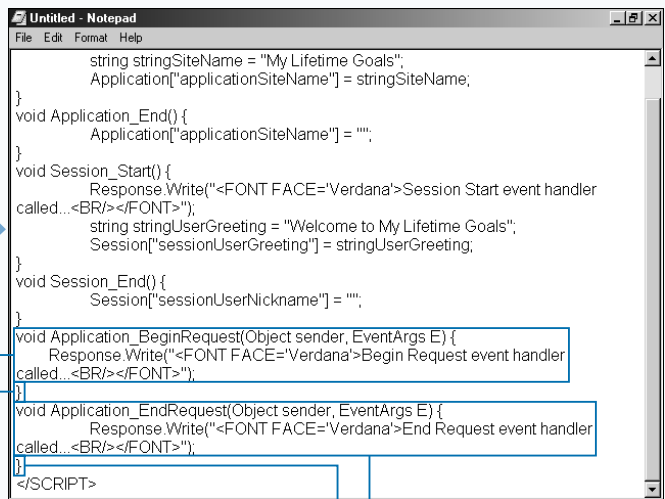 Untitled - Notepad
File Edit Format Help
string stringSiteName = "My Lifetime Goals";
Application["applicationSiteName"] = stringSiteName;
}
void Application_End() {
Application["applicationSiteName"] = "";
}
void Session_Start() {
Response.Write("<FONT FACE='Verdana'>Session Start event handler
called...<BR/></FONT>");
string stringUserGreeting = "Welcome to My Lifetime Goals";
Session["sessionUserGreeting"] = stringUserGreeting;
}
void Session_End() {
Session["sessionUserNickname"] = "";
}
void Application_BeginRequest(Object sender, EventArgs E) {
Response.Write("<FONT FACE='Verdana'>Begin Request event handler
called...<BR/></FONT>");
}
void Application_EndRequest(Object sender, EventArgs E) {
Response.Write("<FONT FACE='Verdana'>End Request event handler
called...<BR/></FONT>");
}
</SCRIPT>